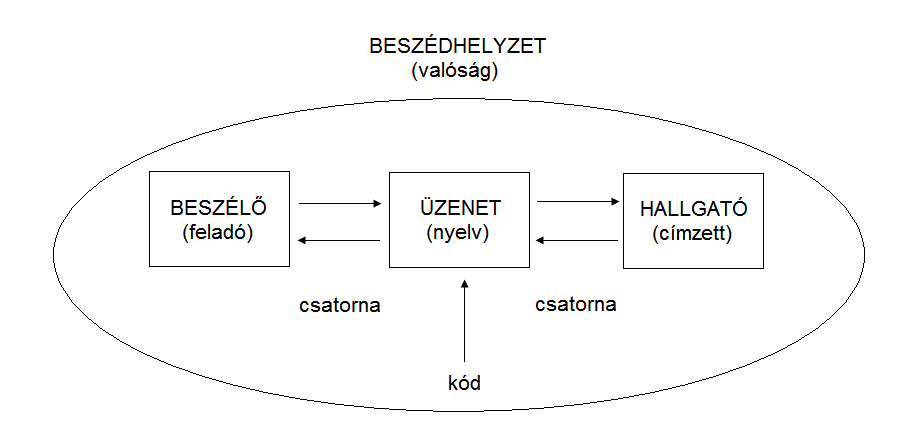 BESZÉDHELYZET
(valóság)
BESZÉLŐ
(feladó)
ÜZENET
(nyelv)
HALLGATÓ
(címzett)
csatorna
csatorna
kód